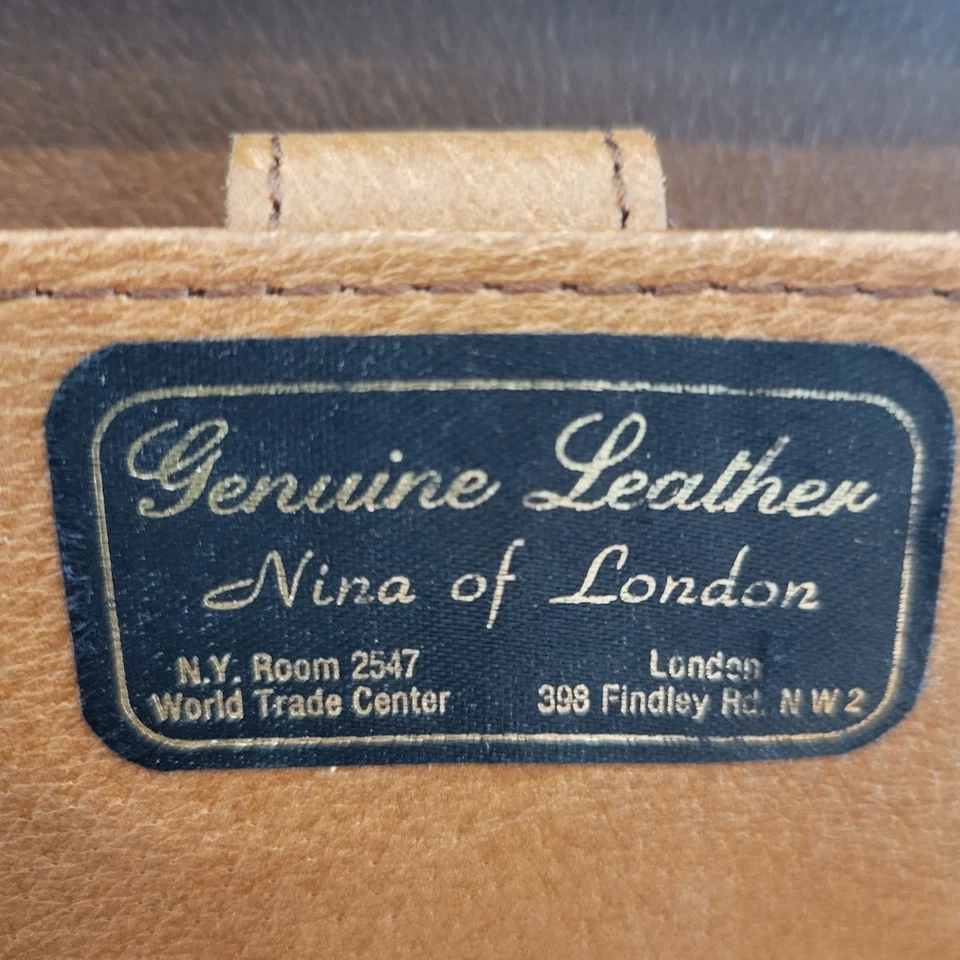 Genuine Leather
Nina of London
N.Y. Room 2547
World Trade Center
London
398 Findley Rd. N W 2